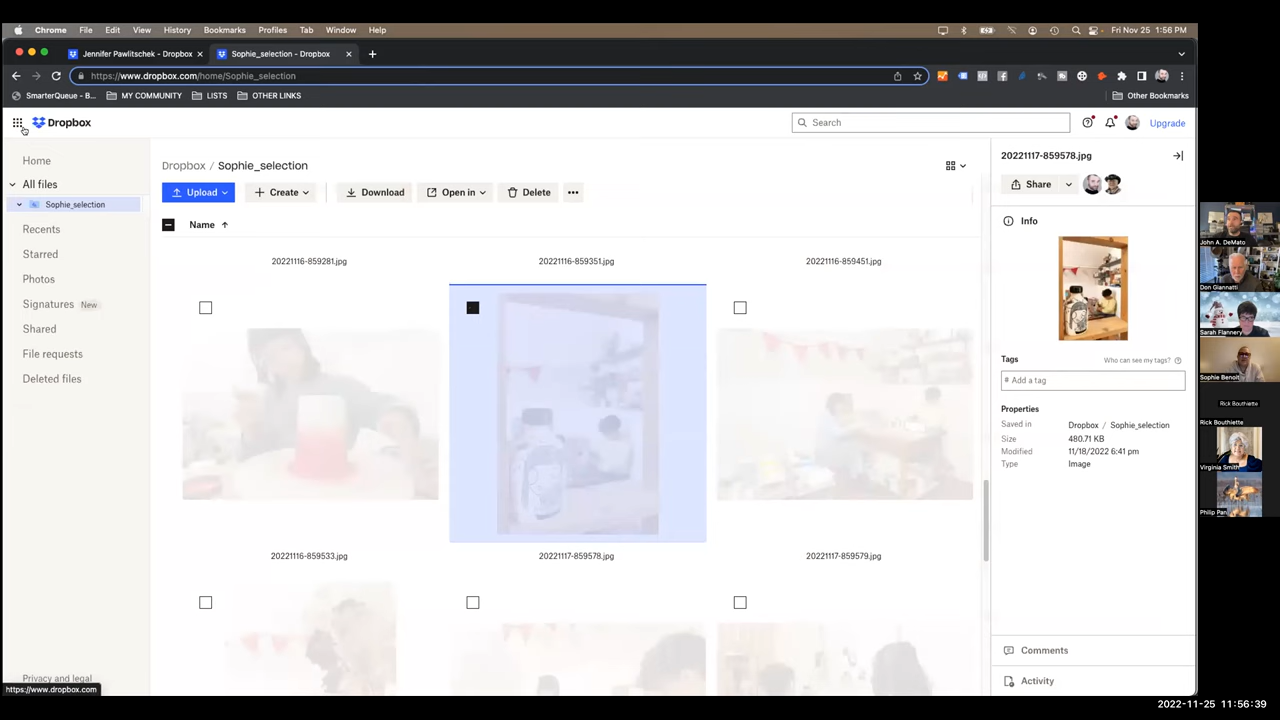 Chrome File Edit View History Bookmarks Profiles Tab Window Help Fri Nov 25 1:56 PM
Jennifer Pawlitschek - Dropbox Sophie_selection - Dropbox
https://www.dropbox.com/home/Sophie_selection
SmarterQueue - B... MY COMMUNITY LISTS OTHER LINKS Other Bookmarks
Dropbox Search Upgrade
Home
All files
Sophie_selection
Recents
Starred
Photos
Signatures New
Shared
File requests
Deleted files
Privacy and legal
https://www.dropbox.com
Dropbox / Sophie_selection
Upload Create Download Open in Delete
Name
20221116-859281.jpg 20221116-859351.jpg 20221116-859451.jpg
20221116-859533.jpg 20221117-859578.jpg 20221117-859579.jpg
20221117-859578.jpg
Share
Info
Tags Who can see my tags?
# Add a tag
Properties
Saved in Dropbox / Sophie_selection
Size 480.71 KB
Modified 11/18/2022 6:41 pm
Type Image
Comments
Activity
John A. DeMato
Don Giannatti
Sarah Flannery
Sophie Benoit
Rick Bouthiette
Rick Bouthiette
Virginia Smith
Philip Pan
2022-11-25 11:56:39